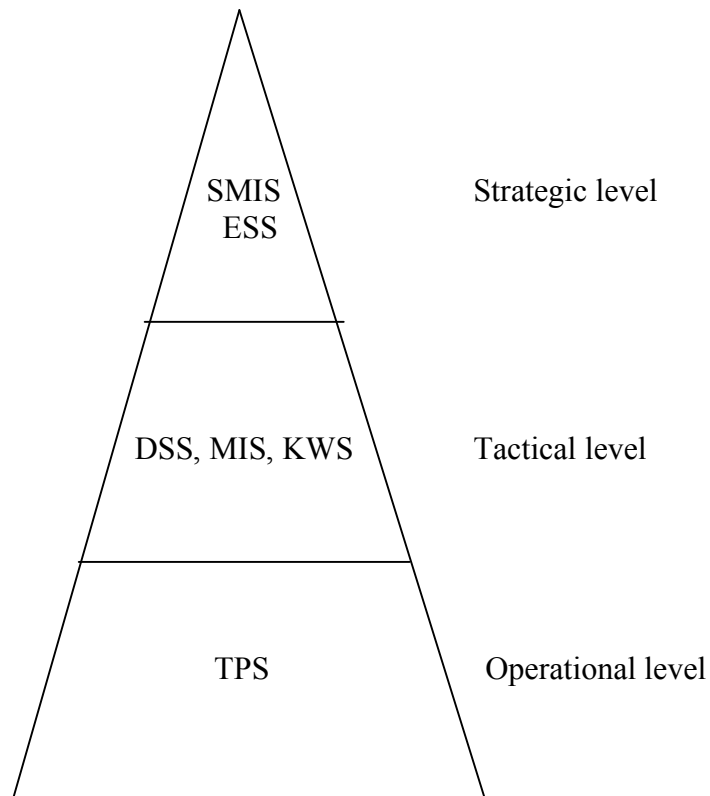 SMIS
ESS
Strategic level
DSS, MIS, KWS
Tactical level
TPS
Operational level